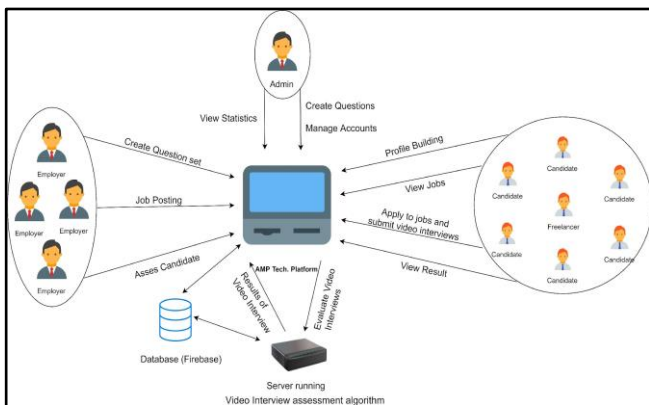 Admin
View Statistics
Create Questions
Manage Accounts
Employer
Employer
Employer
Employer
Create Question set
Job Posting
Asses Candidate
Profile Building
View Jobs
Apply to jobs and
submit video interviews
View Result
Candidate
Candidate
Candidate
Candidate
Freelancer
Candidate
Candidate
AMP Tech. Platform
Results of
Video Interview
Evaluate Video
Interviews
Database (Firebase)
Server running
Video Interview assessment algorithm